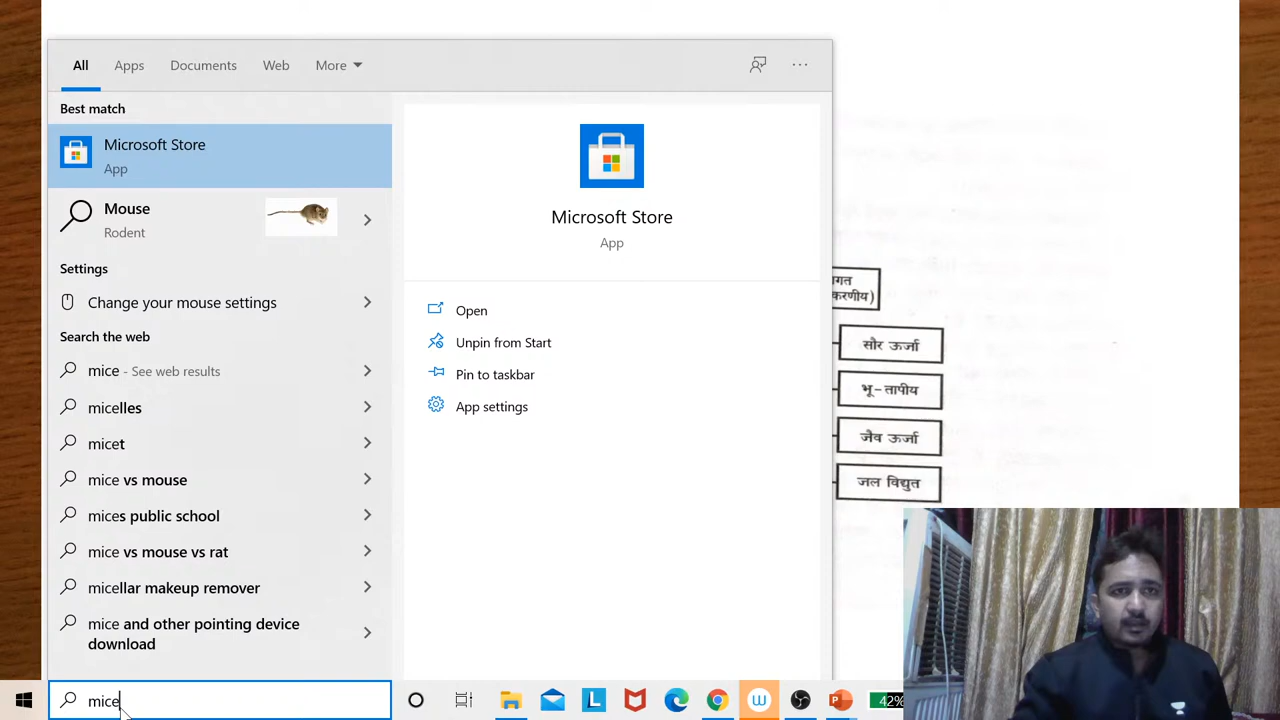 All Apps Documents Web More
Best match
Microsoft Store
App
Mouse
Rodent
Settings
Change your mouse settings
Search the web
mice - See web results
micelles
micet
mice vs mouse
mices public school
mice vs mouse vs rat
micellar makeup remover
mice and other pointing device
download
Microsoft Store
App
Open
Unpin from Start
Pin to taskbar
App settings
सौर ऊर्जा
भू-तापीय
जैव ऊर्जा
जल विद्युत
mice
42%